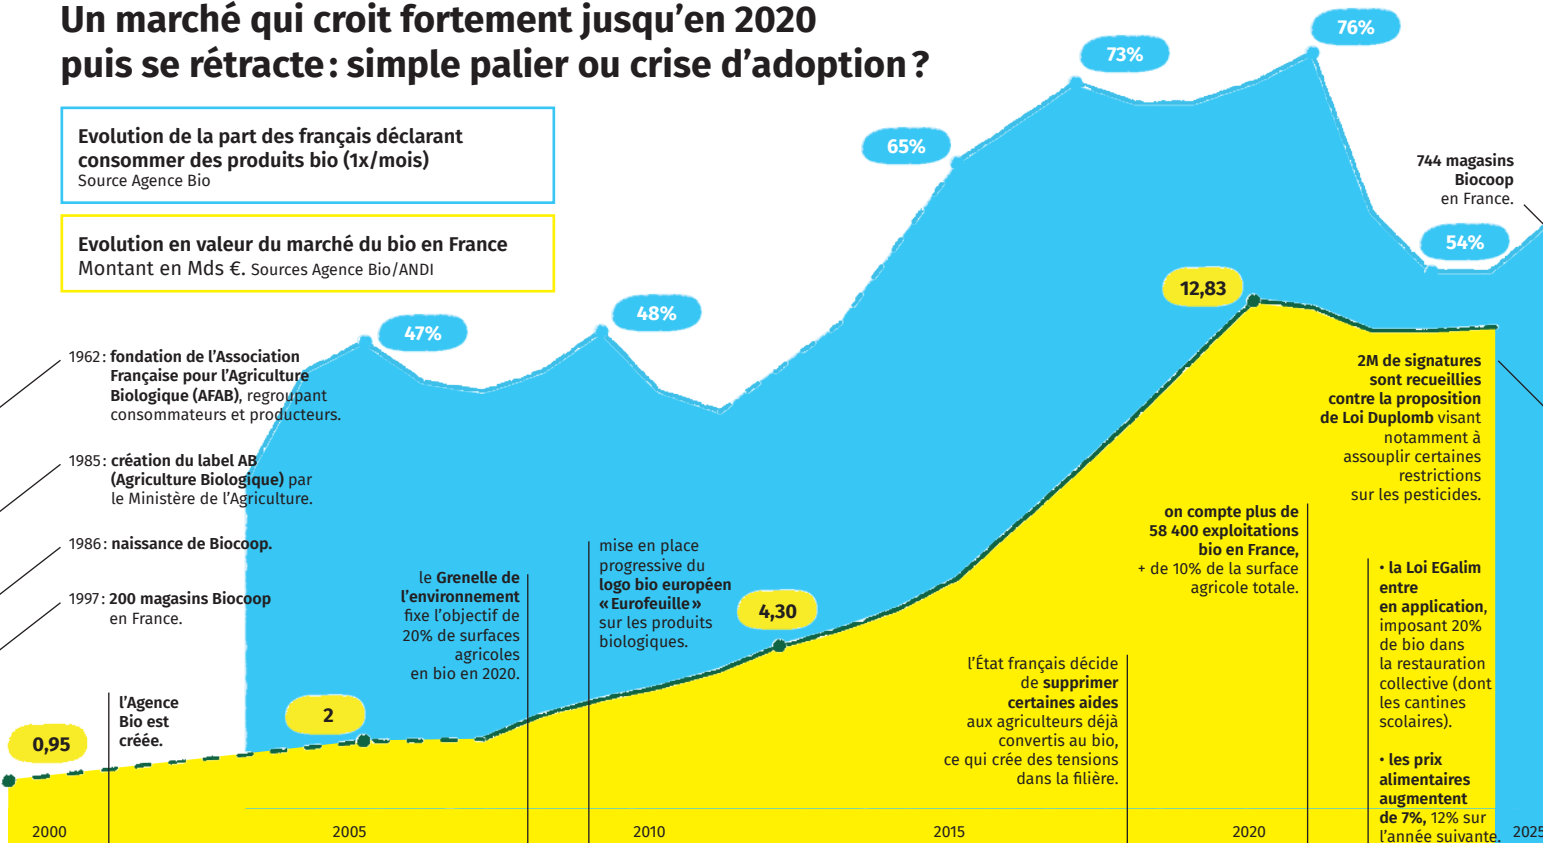 Un marché qui croit fortement jusqu’en 2020
puis se rétracte : simple palier ou crise d’adoption ?
Evolution de la part des français déclarant
consommer des produits bio (1x/mois)
Source Agence Bio
Evolution en valeur du marché du bio en France
Montant en Mds €. Sources Agence Bio/ANDI
47%
48%
65%
73%
76%
54%
744 magasins
Biocoop
en France.
1962 : fondation de l’Association
Française pour l’Agriculture
Biologique (AFAB), regroupant
consommateurs et producteurs.
1985 : création du label AB
(Agriculture Biologique) par
le Ministère de l’Agriculture.
1986 : naissance de Biocoop.
1997 : 200 magasins Biocoop
en France.
0,95
2
4,30
12,83
l’Agence
Bio est
créée.
le Grenelle de
l’environnement
fixe l’objectif de
20% de surfaces
agricoles
en bio en 2020.
mise en place
progressive du
logo bio européen
« Eurofeuille »
sur les produits
biologiques.
l’État français décide
de supprimer
certaines aides
aux agriculteurs déjà
convertis au bio,
ce qui crée des tensions
dans la filière.
on compte plus de
58 400 exploitations
bio en France,
+ de 10% de la surface
agricole totale.
2M de signatures
sont recueillies
contre la proposition
de Loi Duplomb visant
notamment à
assouplir certaines
restrictions
sur les pesticides.
• la Loi EGalim
entre
en application,
imposant 20%
de bio dans
la restauration
collective (dont
les cantines
scolaires).
• les prix
alimentaires
augmentent
de 7%, 12% sur
l’année suivante.
2000
2005
2010
2015
2020
2025